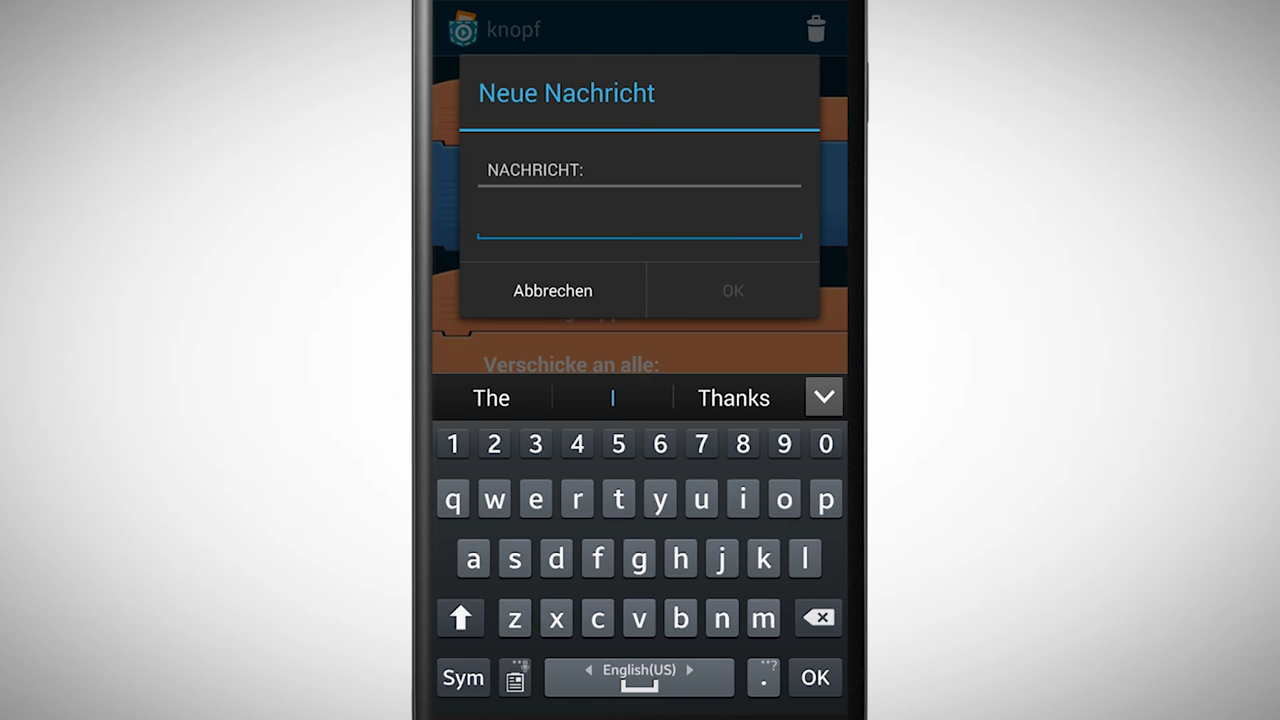 knopf
Neue Nachricht
NACHRICHT:
Abbrechen OK
Verschicke an alle:
The I Thanks
1 2 3 4 5 6 7 8 9 0
q w e r t y u i o p
a s d f g h j k l
z x c v b n m
Sym English(US) . ...? OK